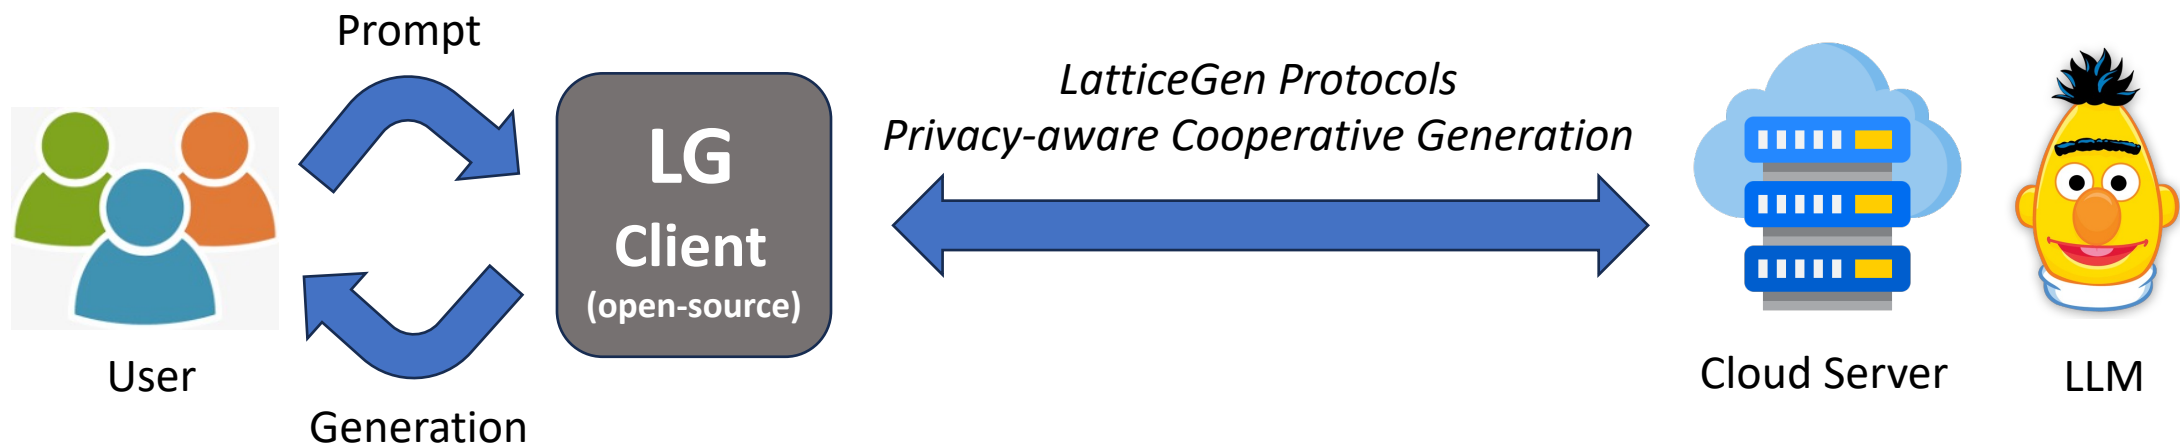 Prompt
LG
Client
(open-source)
LatticeGen Protocols
Privacy-aware Cooperative Generation
User
Generation
Cloud Server
LLM